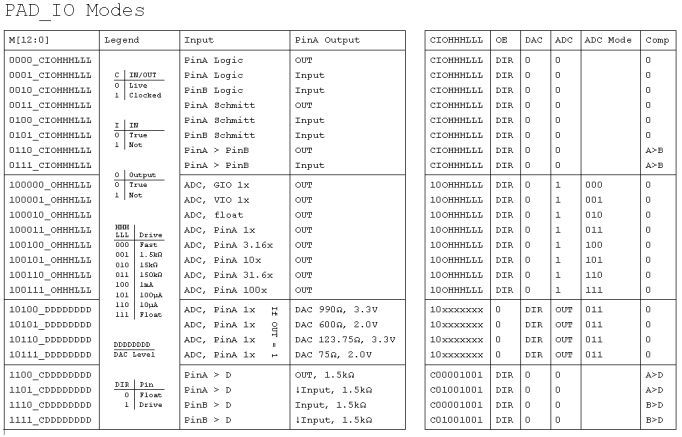 PAD_IO Modes
M[12:0] Legend Input PinA Output CIOHHHLLL OE DAC ADC ADC Mode Comp
0000_CIOHHHLLL PinA Logic OUT CIOHHHLLL DIR 0 0 0
0001_CIOHHHLLL C IN/OUT PinA Logic Input CIOHHHLLL DIR 0 0 0
0 Live
0010_CIOHHHLLL 1 Clocked PinB Logic Input CIOHHHLLL DIR 0 0 0
0011_CIOHHHLLL PinA Schmitt OUT CIOHHHLLL DIR 0 0 0
0100_CIOHHHLLL I IN PinA Schmitt Input CIOHHHLLL DIR 0 0 0
0101_CIOHHHLLL 0 True PinB Schmitt Input CIOHHHLLL DIR 0 0 0
1 Not
0110_CIOHHHLLL PinA > PinB OUT CIOHHHLLL DIR 0 0 A>B
0111_CIOHHHLLL PinA > PinB Input CIOHHHLLL DIR 0 0 A>B
O Output
100000_OHHHLLL 0 True ADC, GIO 1x OUT 10OHHHLLL DIR 0 1 000 0
100001_OHHHLLL 1 Not ADC, VIO 1x OUT 10OHHHLLL DIR 0 1 001 0
100010_OHHHLLL ADC, float OUT 10OHHHLLL DIR 0 1 010 0
HHH
100011_OHHHLLL LLL Drive ADC, PinA 1x OUT 10OHHHLLL DIR 0 1 011 0
100100_OHHHLLL 000 Fast ADC, PinA 3.16x OUT 10OHHHLLL DIR 0 1 100 0
001 1.5kΩ
100101_OHHHLLL 010 15kΩ ADC, PinA 10x OUT 10OHHHLLL DIR 0 1 101 0
100110_OHHHLLL 011 150kΩ ADC, PinA 31.6x OUT 10OHHHLLL DIR 0 1 110 0
100 1mA
100111_OHHHLLL 101 100µA ADC, PinA 100x OUT 10OHHHLLL DIR 0 1 111 0
110 10µA
10100_DDDDDDDD 111 Float ADC, PinA 1x If OUT = 1 DAC 990Ω, 3.3V 10xxxxxxx 0 DIR OUT 011 0
10101_DDDDDDDD ADC, PinA 1x DAC 600Ω, 2.0V 10xxxxxxx 0 DIR OUT 011 0
10110_DDDDDDDD DDDDDDDD ADC, PinA 1x DAC 123.75Ω, 3.3V 10xxxxxxx 0 DIR OUT 011 0
10111_DDDDDDDD DAC Level ADC, PinA 1x DAC 75Ω, 2.0V 10xxxxxxx 0 DIR OUT 011 0
1100_CDDDDDDDD PinA > D OUT, 1.5kΩ C00001001 DIR 0 0 A>D
DIR Pin
1101_CDDDDDDDD 0 Float PinA > D ↓Input, 1.5kΩ C01001001 DIR 0 0 A>D
1110_CDDDDDDDD 1 Drive PinB > D Input, 1.5kΩ C00001001 DIR 0 0 B>D
1111_CDDDDDDDD PinB > D ↓Input, 1.5kΩ C01001001 DIR 0 0 B>D